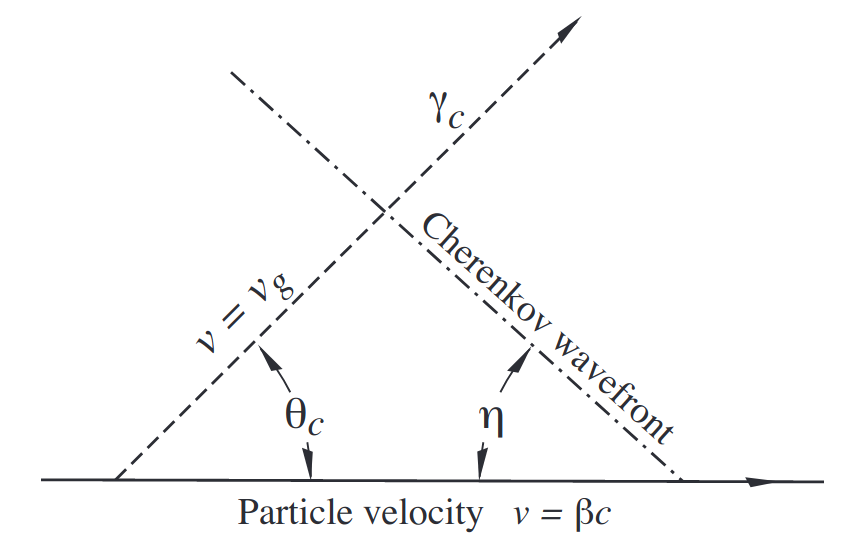 γc
Cherenkov wavefront
v = vg
θc
η
Particle velocity v = βc